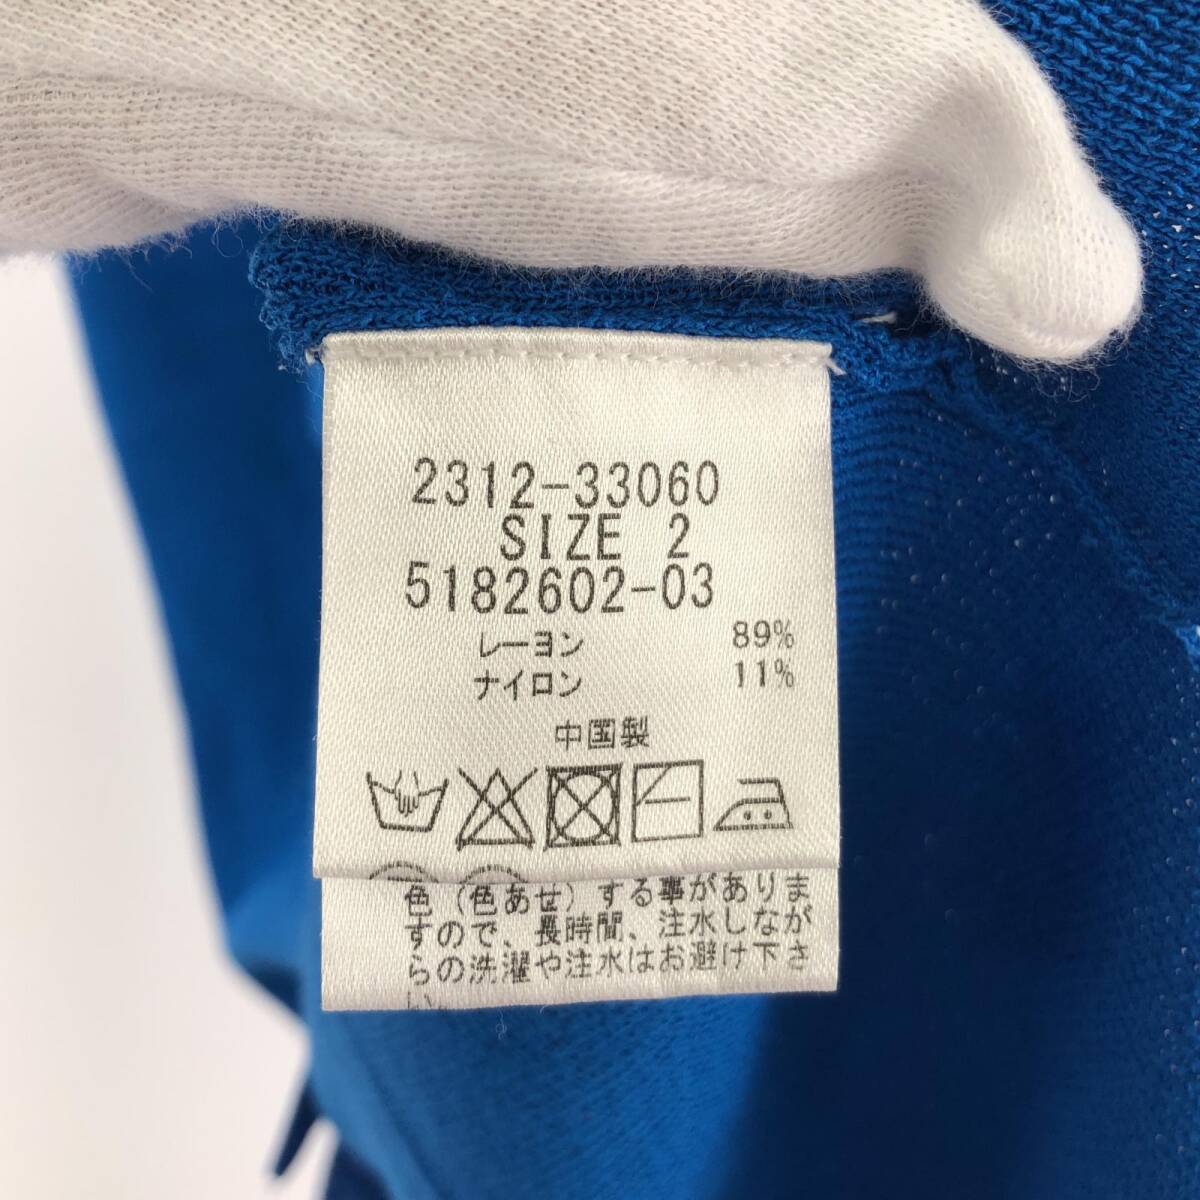 2312-33060
SIZE 2
5182602-03
レーヨン 89%
ナイロン 11%
中国製
色（色あせ）する事がありま
すので、長時間、注水しなが
らの洗濯や注水はお避け下さ
い。